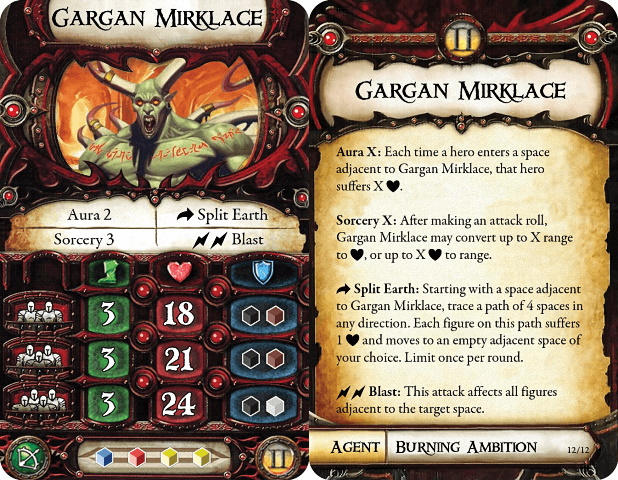 GARGAN MIRKLACE
Aura 2
Split Earth
Sorcery 3
Blast
3 18
3 21
3 24
II
II
GARGAN MIRKLACE
Aura X: Each time a hero enters a space
adjacent to Gargan Mirklace, that hero
suffers X ♥.
Sorcery X: After making an attack roll,
Gargan Mirklace may convert up to X range
to ♥, or up to X ♥ to range.
Split Earth: Starting with a space adjacent
to Gargan Mirklace, trace a path of 4 spaces in
any direction. Each figure on this path suffers
1 ♥ and moves to an empty adjacent space of
your choice. Limit once per round.
Blast: This attack affects all figures
adjacent to the target space.
AGENT BURNING AMBITION 12/12